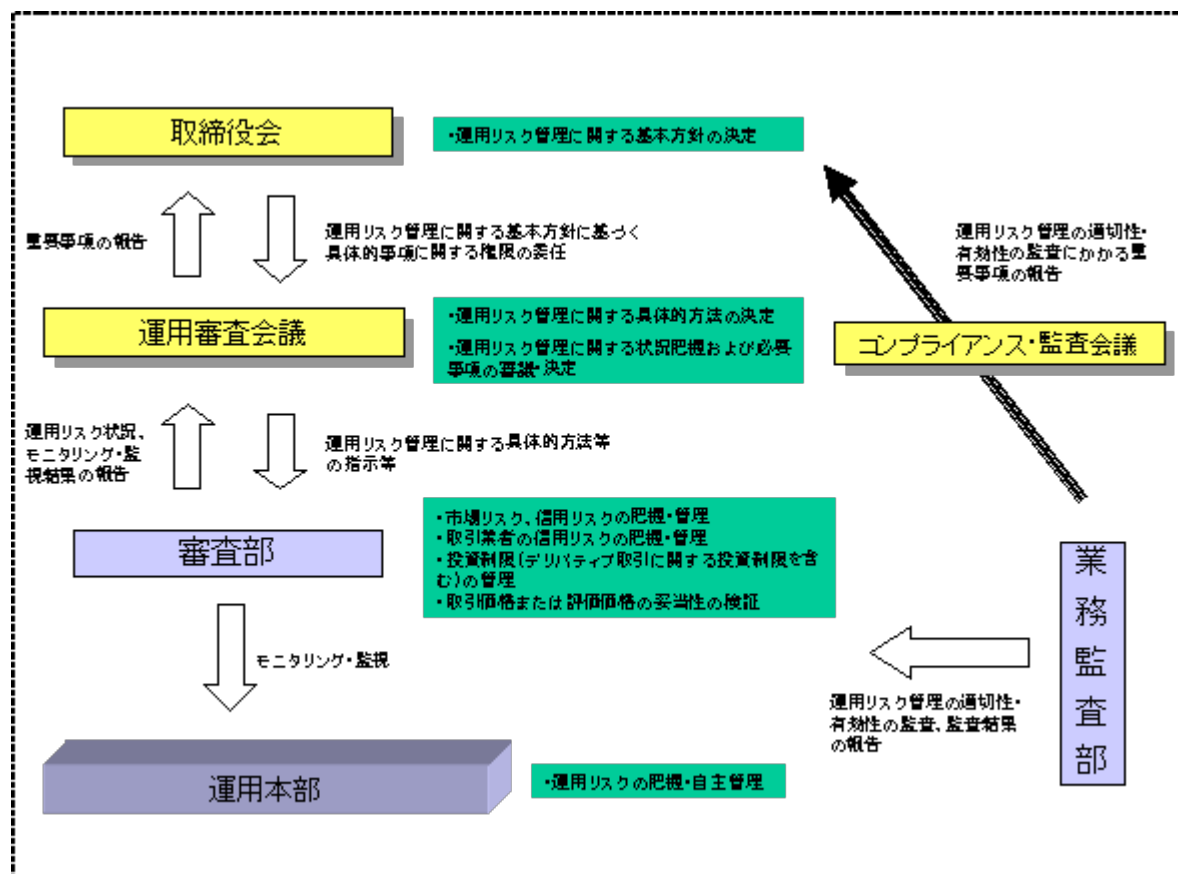 取締役会
・運用リスク管理に関する基本方針の決定
重要事項の報告
運用リスク管理に関する基本方針に基づく
具体的事項に関する権限の委任
運用リスク管理の適切性・
有効性の監査にかかる重
要事項の報告
運用審査会議
・運用リスク管理に関する具体的方法の決定
・運用リスク管理に関する状況把握および必要
事項の審議・決定
コンプライアンス・監査会議
運用リスク状況、
モニタリング・監
視結果の報告
運用リスク管理に関する具体的方法等
の指示等
審査部
・市場リスク、信用リスクの把握・管理
・取引業者の信用リスクの把握・管理
・投資制限(デリバティブ取引に関する投資制限を含
む)の管理
・取引価格または評価価格の妥当性の検証
業務監査部
モニタリング・監視
運用リスク管理の適切性・
有効性の監査、監査結果
の報告
運用本部
・運用リスクの把握・自主管理